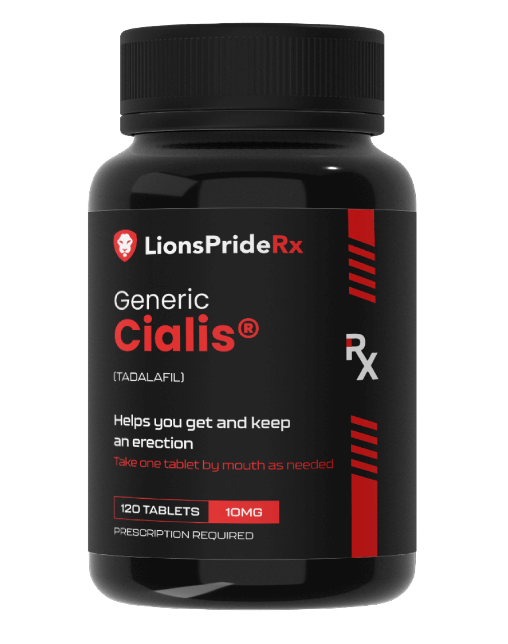 LionsPrideRx
Generic
Cialis®
(TADALAFIL)
Helps you get and keep
an erection
Take one tablet by mouth as needed
120 TABLETS 10MG
PRESCRIPTION REQUIRED
RX